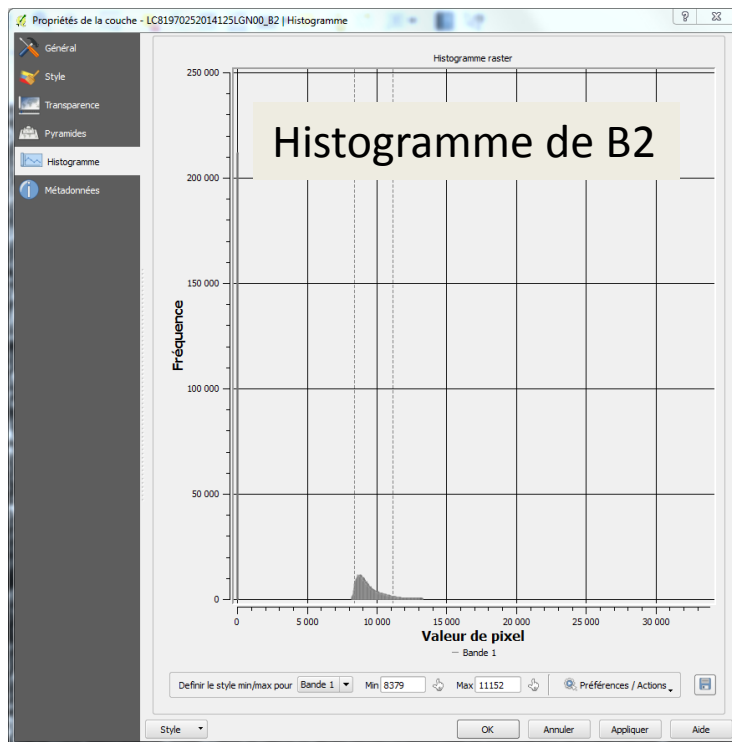 Propriétés de la couche - LC81970252014125LGN00_B2 | Histogramme
Général
Style
Transparence
Pyramides
Histogramme
Métadonnées
Histogramme raster
Histogramme de B2
Fréquence
250 000
200 000
150 000
100 000
50 000
0
0 5 000 10 000 15 000 20 000 25 000 30 000
Valeur de pixel
Bande 1
Definir le style min/max pour Bande 1 Min 8379 Max 11152 Préférences / Actions
Style OK Annuler Appliquer Aide